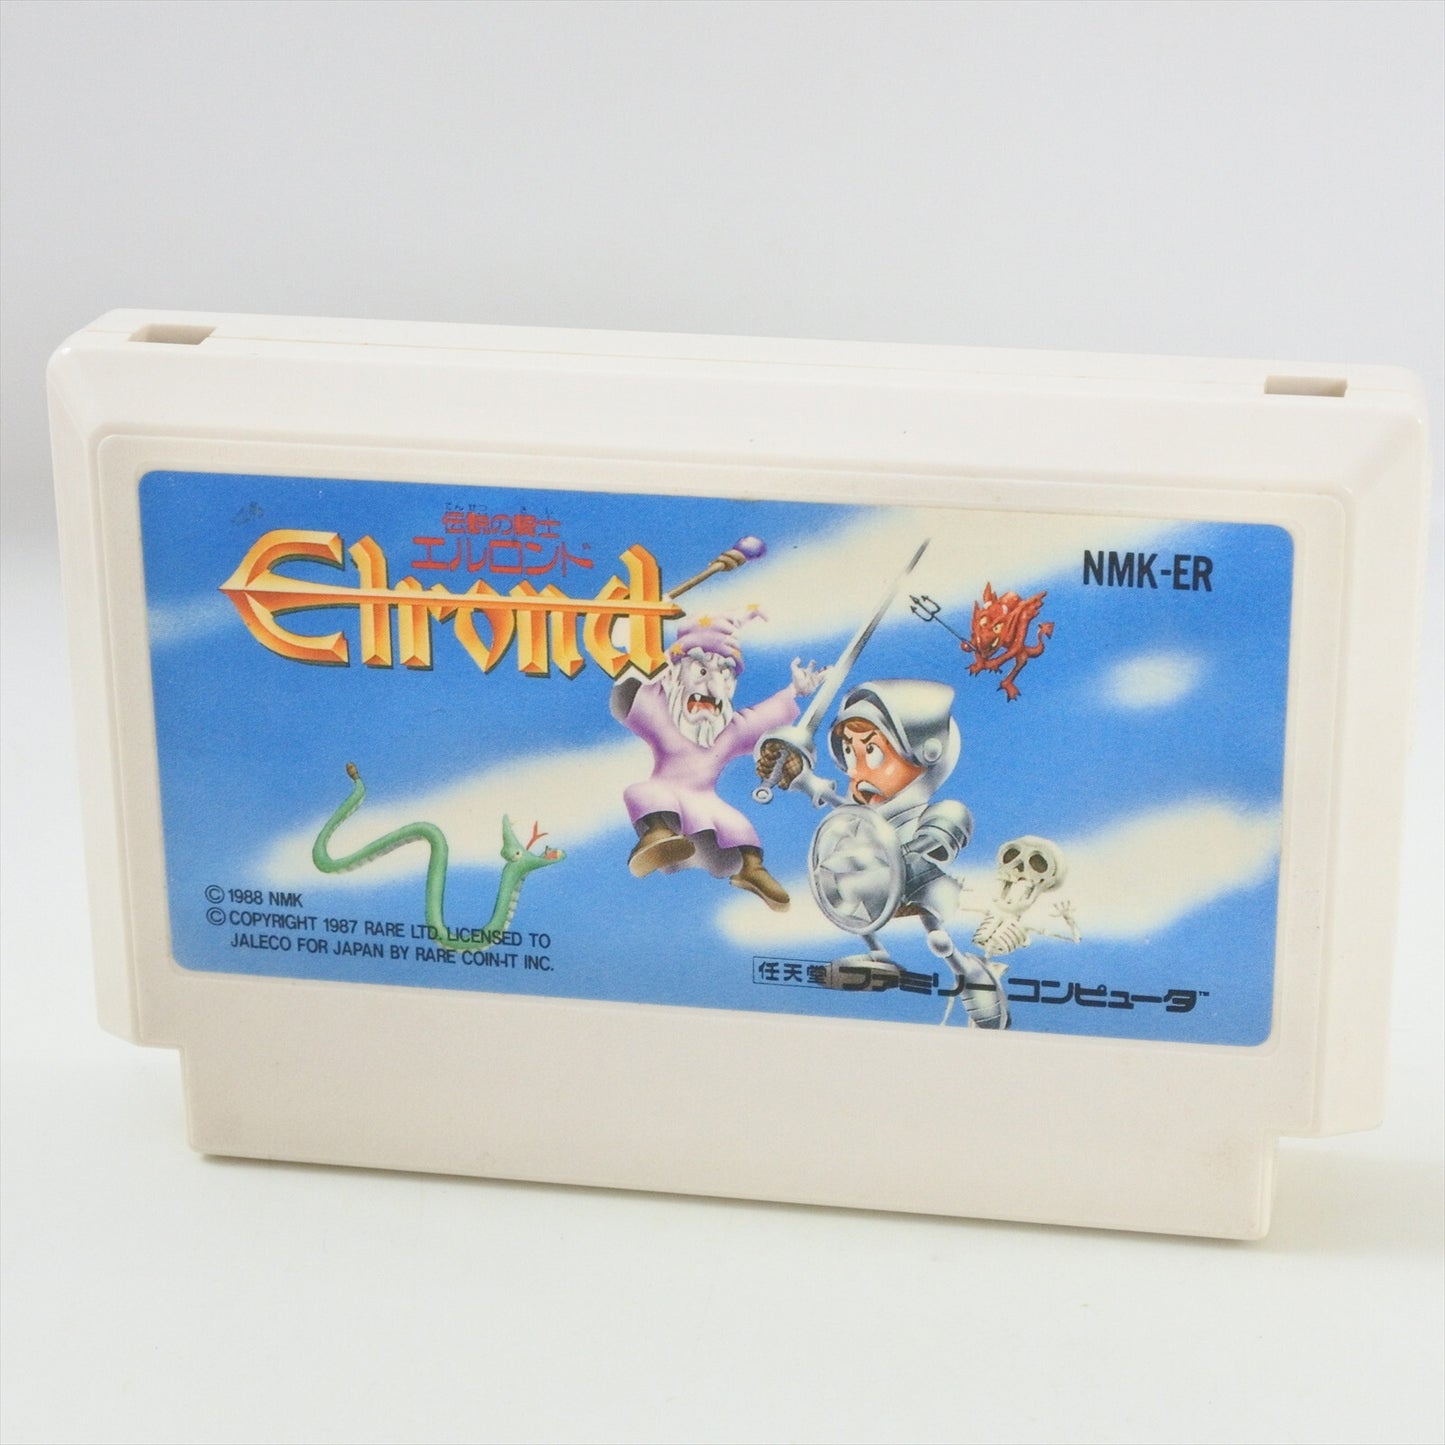 でんせつ きし
伝説の騎士
エルロンド
Elrond
NMK-ER
©1988 NMK
©COPYRIGHT 1987 RARE LTD. LICENSED TO
JALECO FOR JAPAN BY RARE COIN-IT INC.
任天堂 ファミリーコンピュータ™